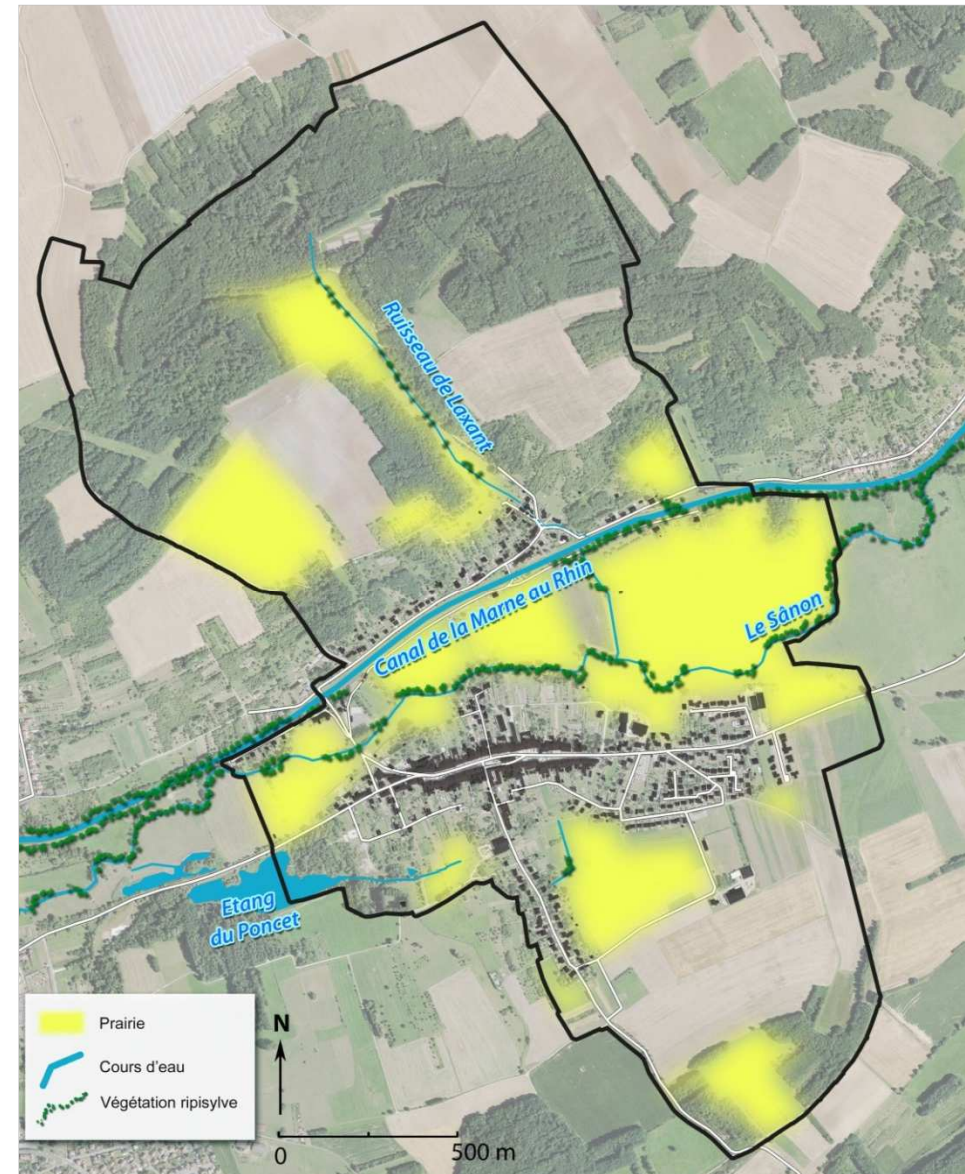 Ruisseau de Laxant
Canal de la Marne au Rhin
Le Sânon
Etang
du Poncet
Prairie
Cours d'eau
Végétation ripisylve
N
0
500 m